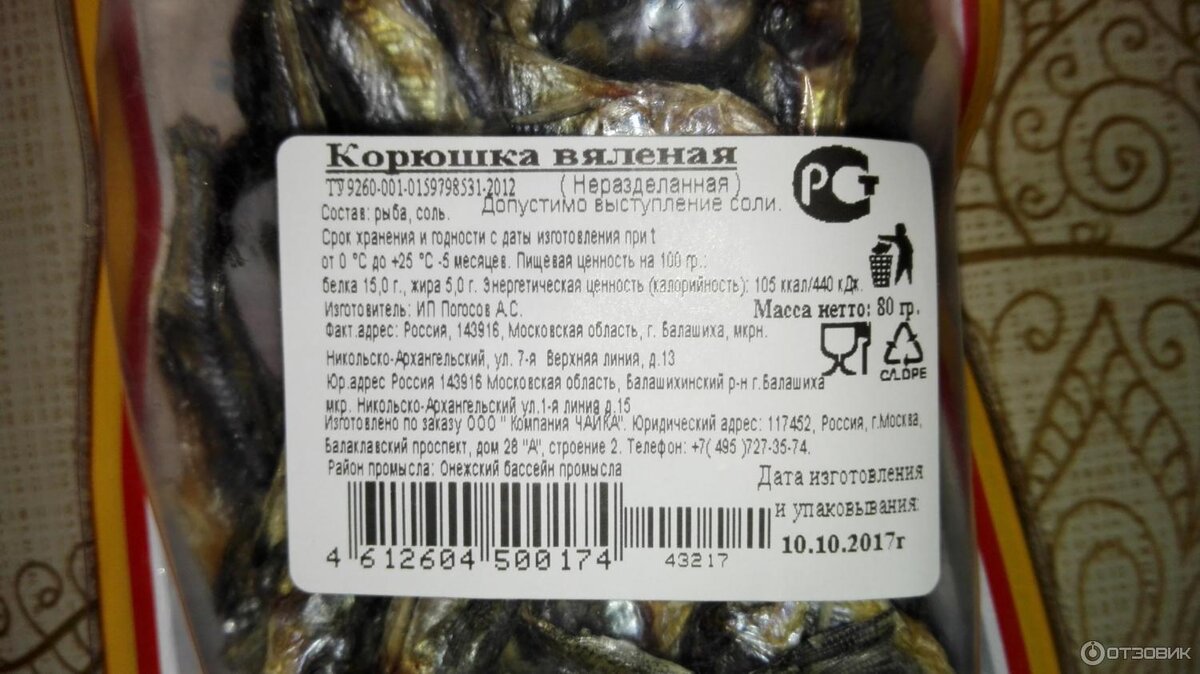 Корюшка вяленая
ТУ 9260-001-0159798531-2012 (Неразделанная)
Состав: рыба, соль. Допустимо выступление соли.
РСТ
Срок хранения и годности с даты изготовления при t
от 0 °С до +25 °С -5 месяцев. Пищевая ценность на 100 гр.:
белка 15,0 г., жира 5,0 г. Энергетическая ценность (калорийность): 105 ккал/440 кДж.
Изготовитель: ИП Погосов А.С. Масса нетто: 80 гр.
Факт.адрес: Россия, 143916, Московская область, г. Балашиха, мкрн.
Никольско-Архангельский, ул. 7-я Верхняя линия, д.13
C/LDPE
Юр.адрес Россия 143916 Московская область, Балашихинский р-н г.Балашиха
мкр. Никольско-Архангельский ул.1-я линия д.15
Изготовлено по заказу ООО " Компания ЧАЙКА". Юридический адрес: 117452, Россия, г.Москва,
Балаклавский проспект, дом 28 "А", строение 2. Телефон: +7( 495 )727-35-74.
Район промысла: Онежский бассейн промысла
Дата изготовления
и упаковывания:
10.10.2017г
4 612604 500174 43217
ОТЗОВИК